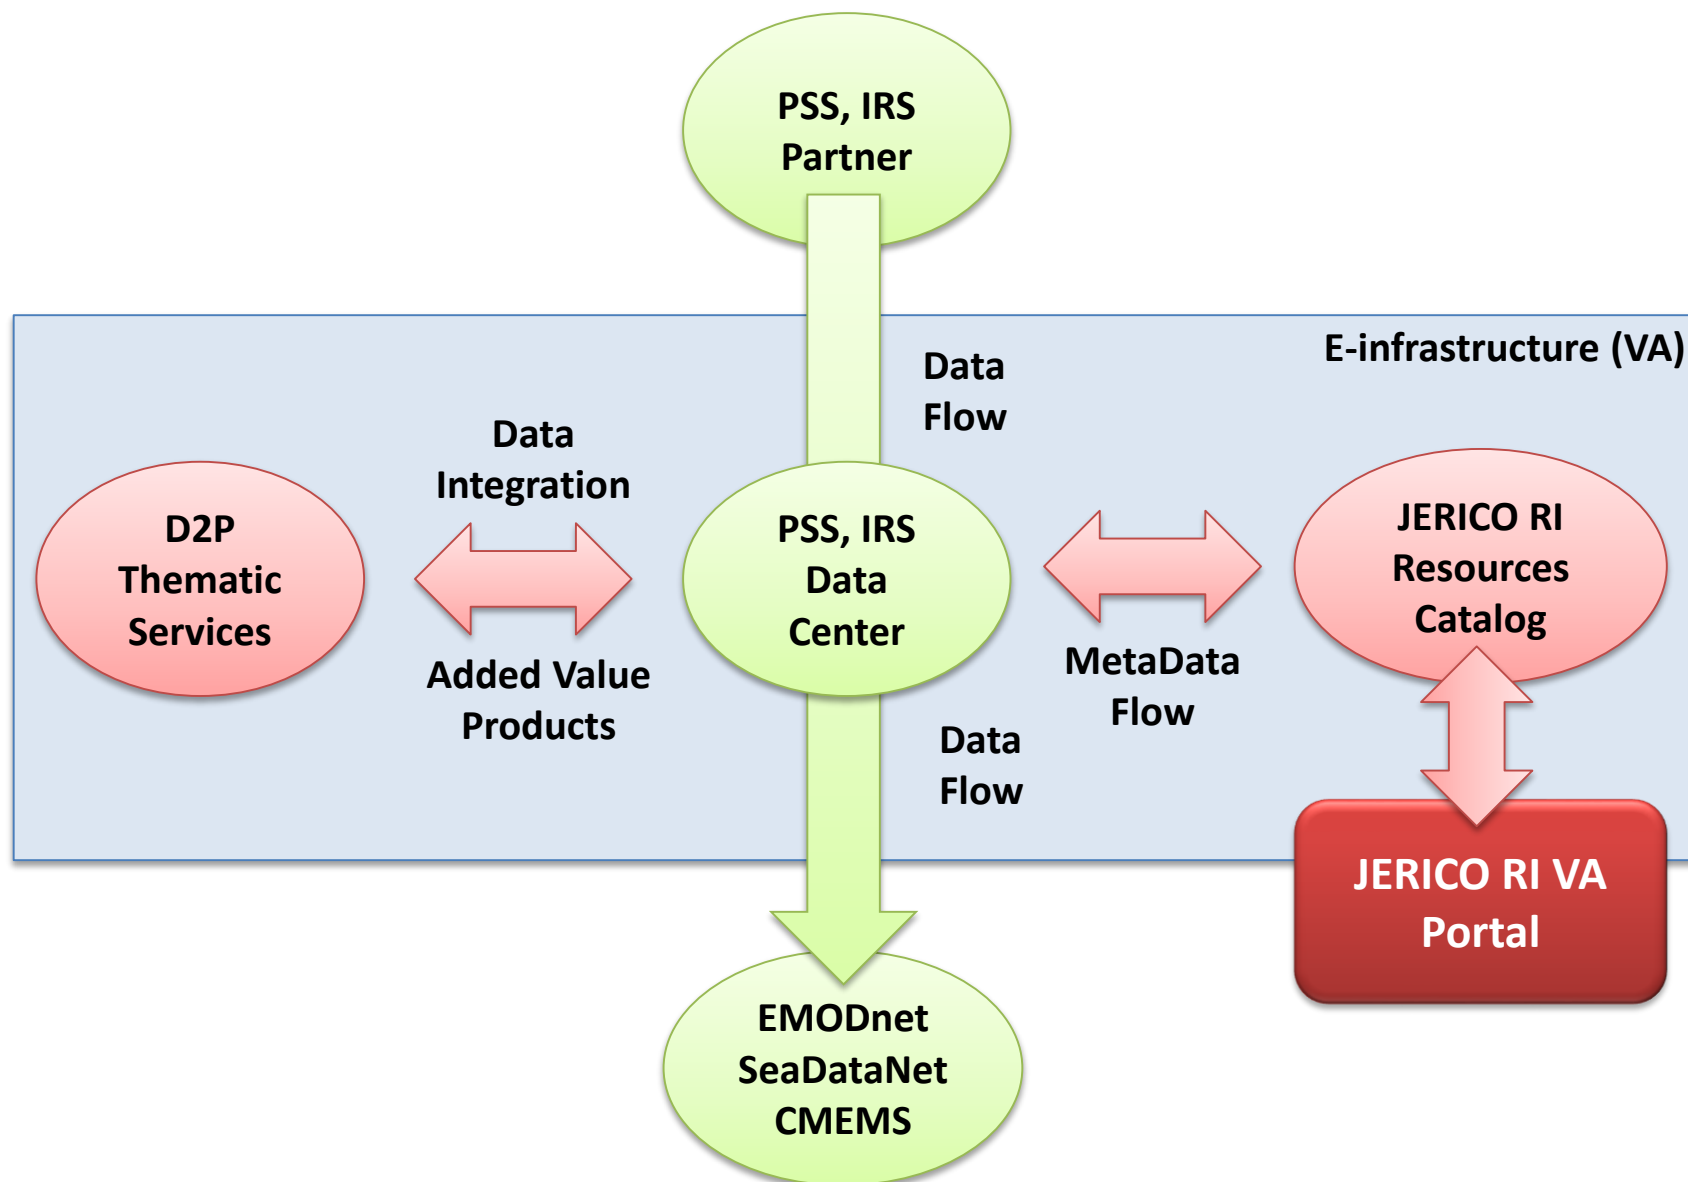 PSS, IRS
Partner
E-infrastructure (VA)
Data
Flow
Data
Integration
D2P
Thematic
Services
Added Value
Products
PSS, IRS
Data
Center
MetaData
Flow
JERICO RI
Resources
Catalog
Data
Flow
JERICO RI VA
Portal
EMODnet
SeaDataNet
CMEMS